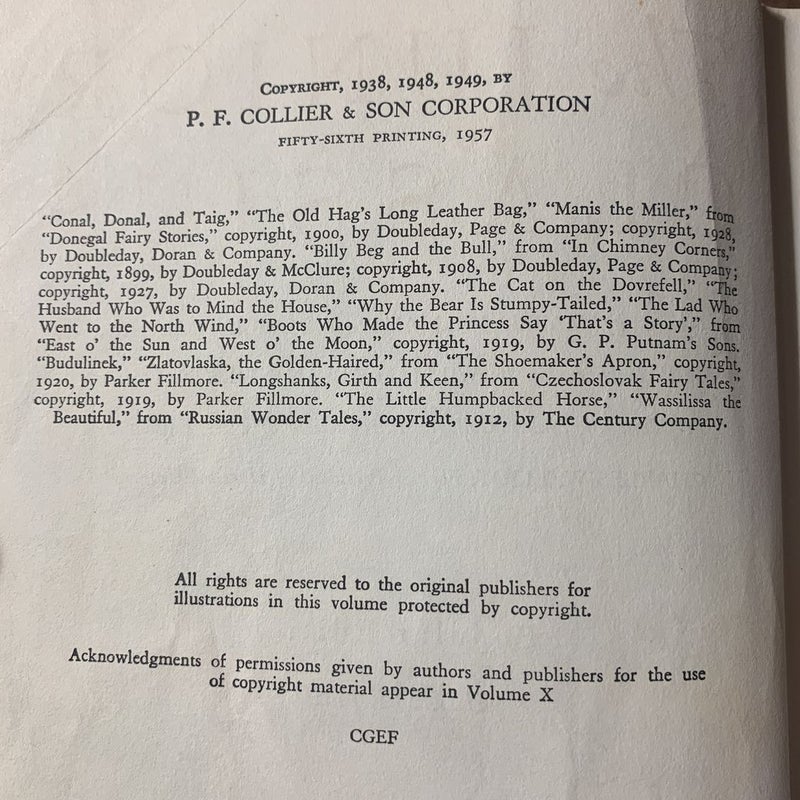 COPYRIGHT, 1938, 1948, 1949, BY
P. F. COLLIER & SON CORPORATION
FIFTY-SIXTH PRINTING, 1957
“Conal, Donal, and Taig,” “The Old Hag's Long Leather Bag,” “Manis the Miller,” from
“Donegal Fairy Stories,” copyright, 1900, by Doubleday, Page & Company; copyright, 1928,
by Doubleday, Doran & Company. “Billy Beg and the Bull,” from “In Chimney Corners,”
copyright, 1899, by Doubleday & McClure; copyright, 1908, by Doubleday, Page & Company;
copyright, 1927, by Doubleday, Doran & Company. “The Cat on the Dovrefell,” “The
Husband Who Was to Mind the House,” “Why the Bear Is Stumpy-Tailed,” “The Lad Who
Went to the North Wind,” “Boots Who Made the Princess Say ‘That's a Story’,” from
“East o' the Sun and West o' the Moon,” copyright, 1919, by G. P. Putnam's Sons.
“Budulinek,” “Zlatovlaska, the Golden-Haired,” from “The Shoemaker's Apron,” copyright,
1920, by Parker Fillmore. “Longshanks, Girth and Keen,” from “Czechoslovak Fairy Tales,”
copyright, 1919, by Parker Fillmore. “The Little Humpbacked Horse,” “Wassilissa the
Beautiful,” from “Russian Wonder Tales,” copyright, 1912, by The Century Company.
All rights are reserved to the original publishers for
illustrations in this volume protected by copyright.
Acknowledgments of permissions given by authors and publishers for the use
of copyright material appear in Volume X
CGEF